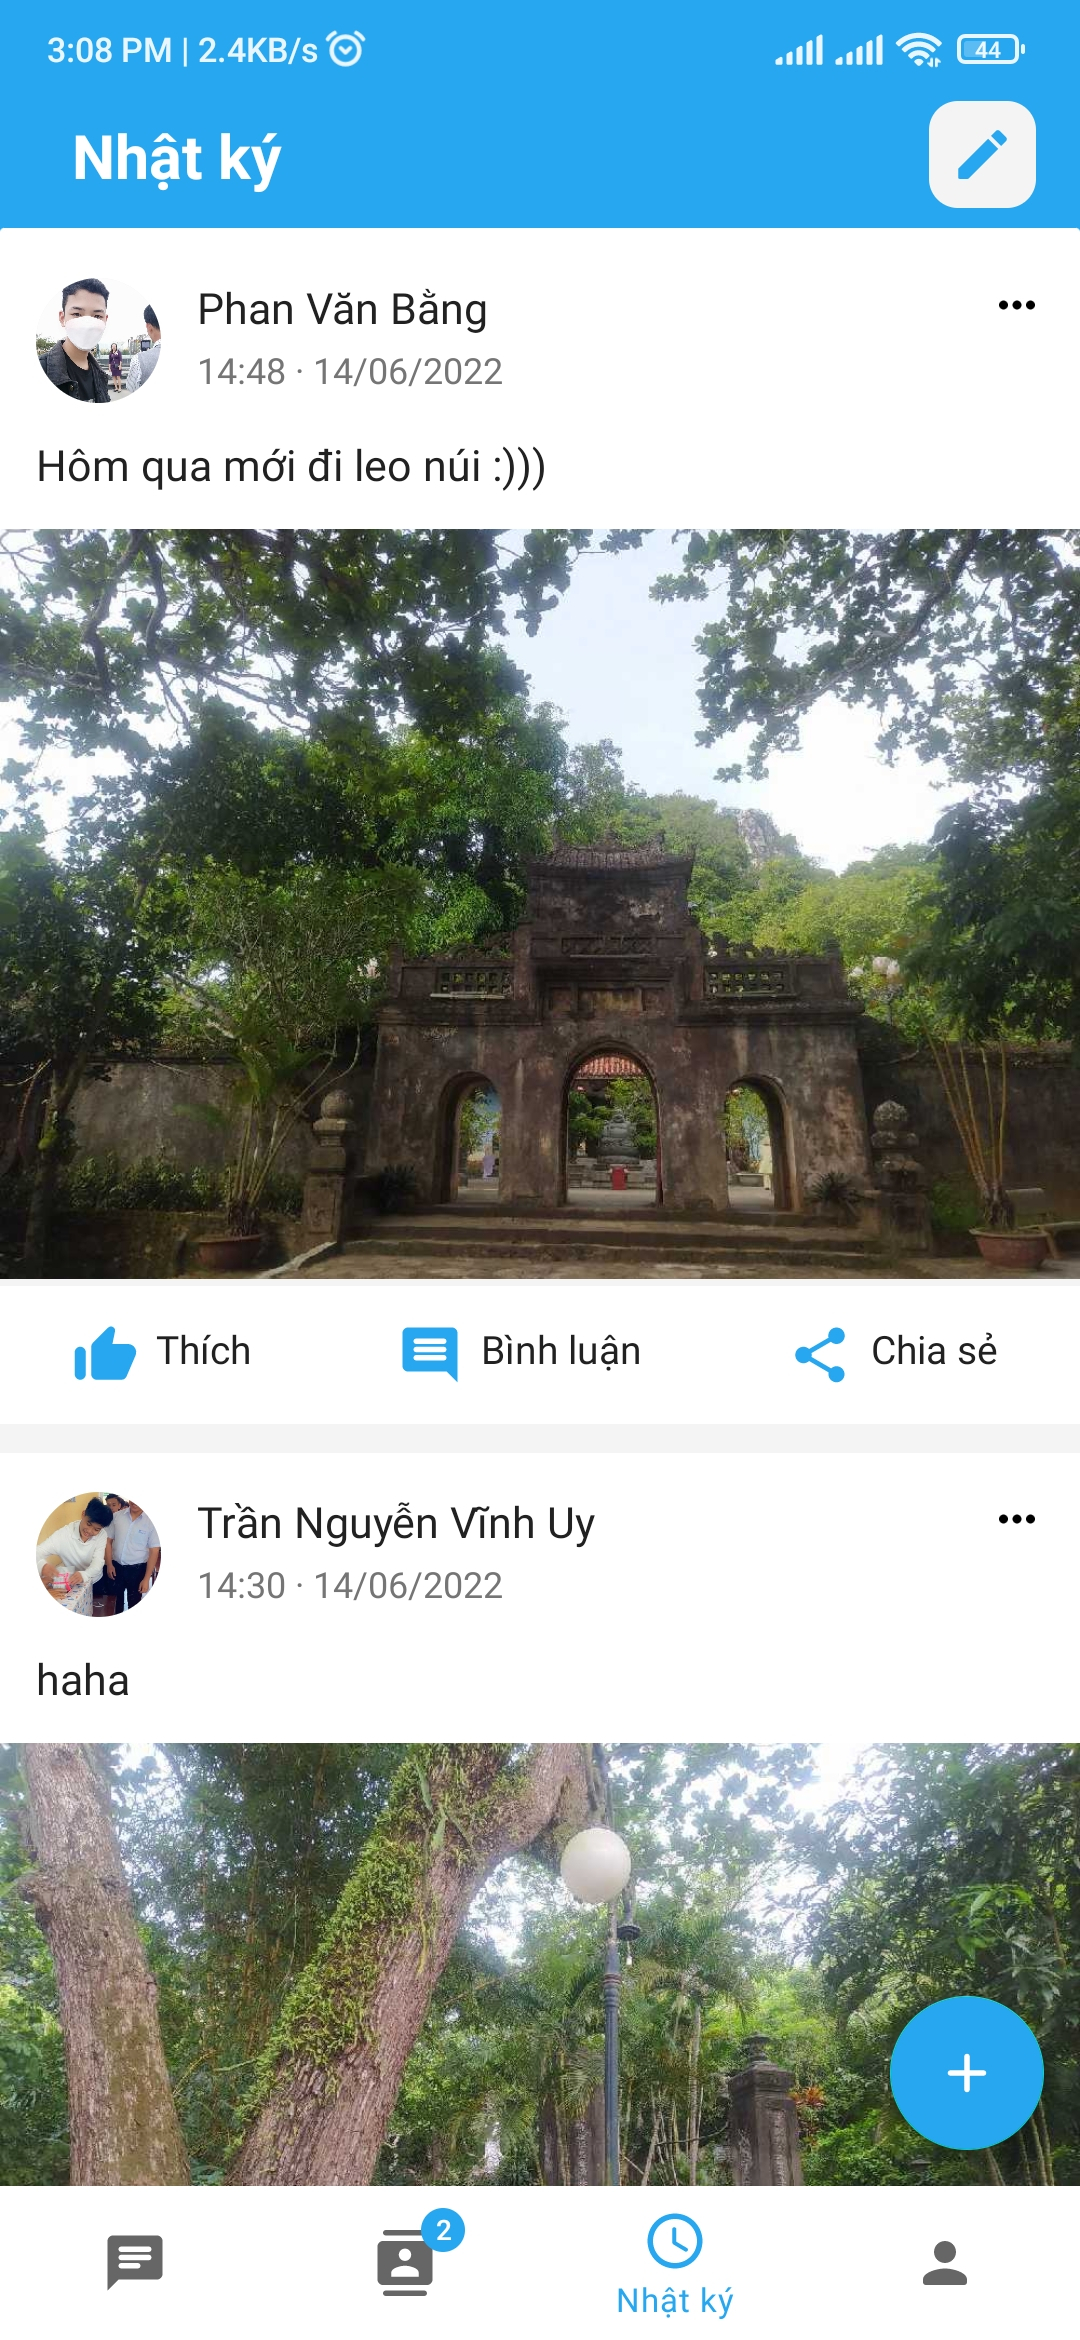 3:08 PM | 2.4KB/s
44
Nhật ký
Phan Văn Bằng
14:48 · 14/06/2022
Hôm qua mới đi leo núi :)))
Thích
Bình luận
Chia sẻ
Trần Nguyễn Vĩnh Uy
14:30 · 14/06/2022
haha
2
Nhật ký